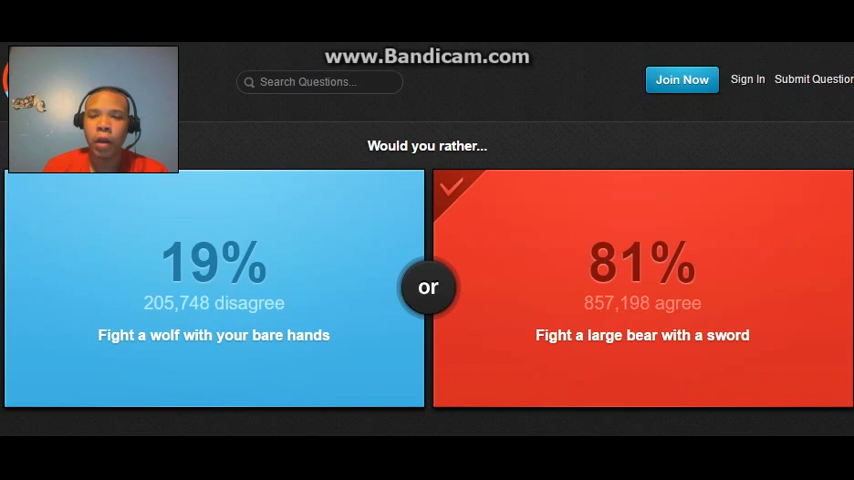 www.Bandicam.com
Search Questions...
Join Now
Sign In
Submit Question
Would you rather...
19%
205,748 disagree
Fight a wolf with your bare hands
or
81%
857,198 agree
Fight a large bear with a sword